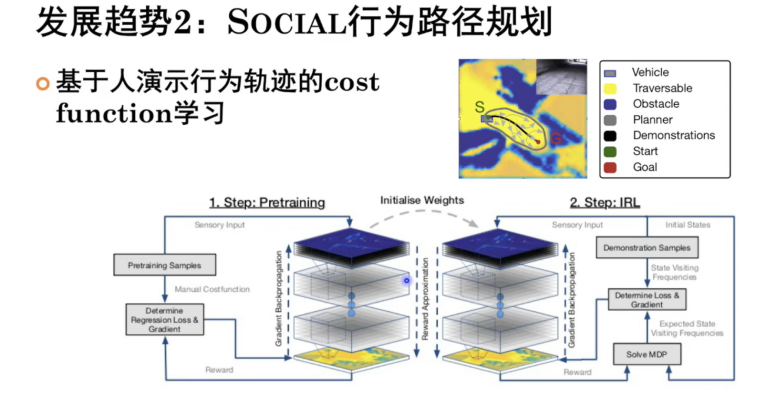 发展趋势2：SOCIAL行为路径规划
基于人演示行为轨迹的cost
function学习
S
G
Vehicle
Traversable
Obstacle
Planner
Demonstrations
Start
Goal
1. Step: Pretraining
Initialise Weights
2. Step: IRL
Sensory Input
Pretraining Samples
Manual Costfunction
Determine
Regression Loss &
Gradient
Reward
Gradient Backpropagation
Reward Approximation
Sensory Input
Initial States
Demonstration Samples
State Visiting
Frequencies
Determine Loss &
Gradient
Expected State
Visiting Frequencies
Solve MDP
Reward
Gradient Backpropagation